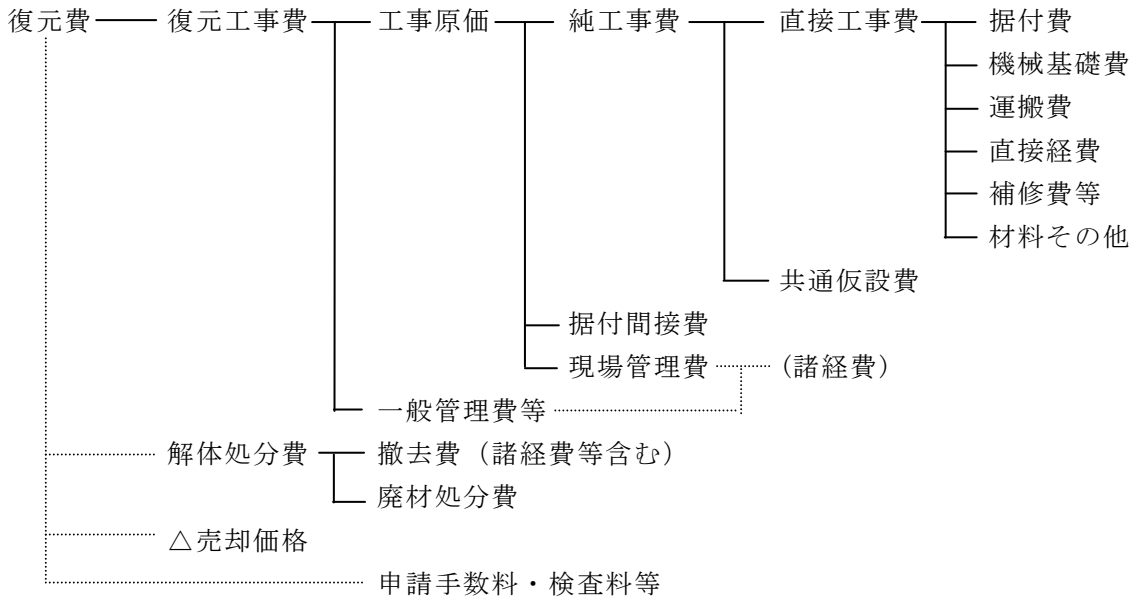 復元費 復元工事費 工事原価 純工事費 直接工事費 据付費
機械基礎費
運搬費
直接経費
補修費等
材料その他
共通仮設費
据付間接費
現場管理費 (諸経費)
一般管理費等
解体処分費 撤去費(諸経費等含む)
廃材処分費
△売却価格
申請手数料・検査料等